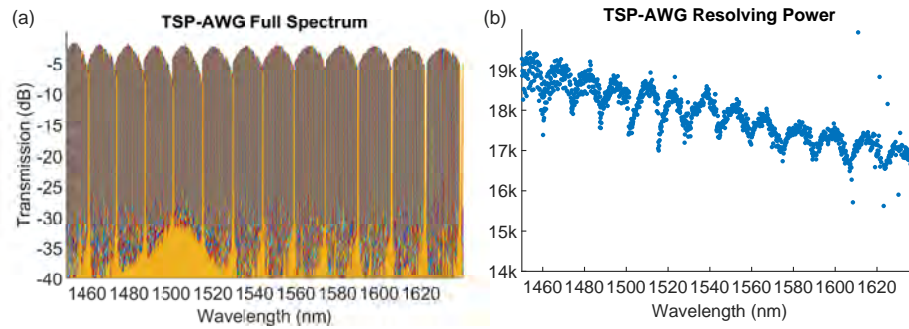 (a)
TSP-AWG Full Spectrum
Transmission (dB)
-5
-10
-15
-20
-25
-30
-35
-40
1460 1480 1500 1520 1540 1560 1580 1600 1620
Wavelength (nm)
(b)
TSP-AWG Resolving Power
19k
18k
17k
16k
15k
14k
1460 1480 1500 1520 1540 1560 1580 1600 1620
Wavelength (nm)